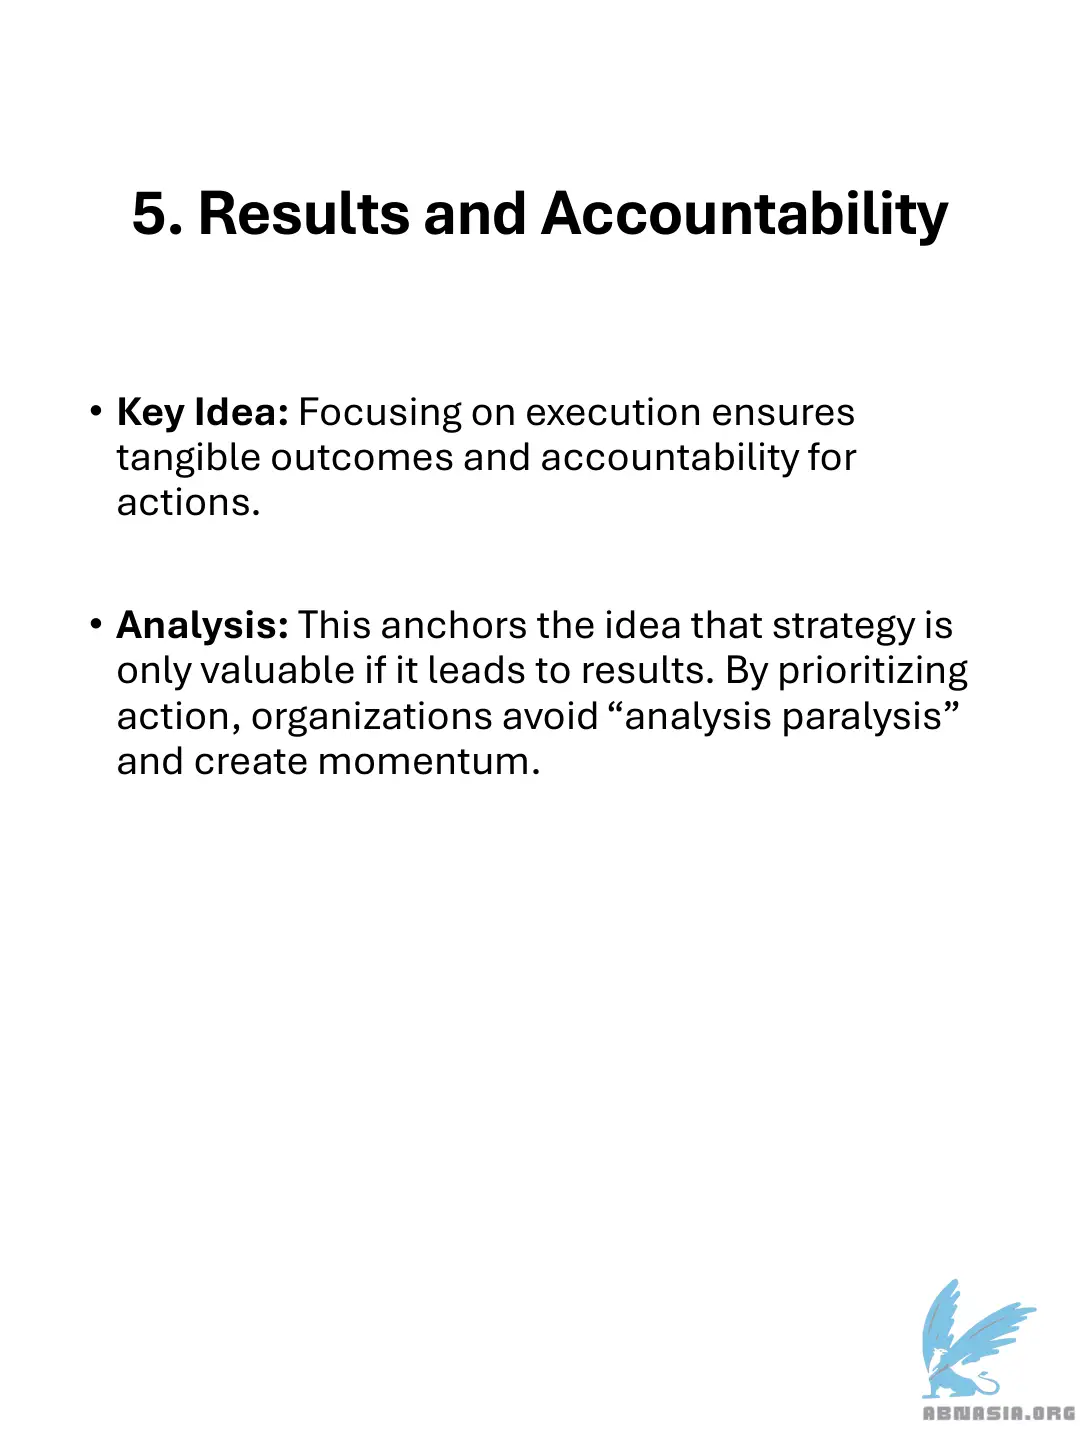 5. Results and Accountability
• Key Idea: Focusing on execution ensures
tangible outcomes and accountability for
actions.
• Analysis: This anchors the idea that strategy is
only valuable if it leads to results. By prioritizing
action, organizations avoid “analysis paralysis”
and create momentum.
ABNASIA.ORG